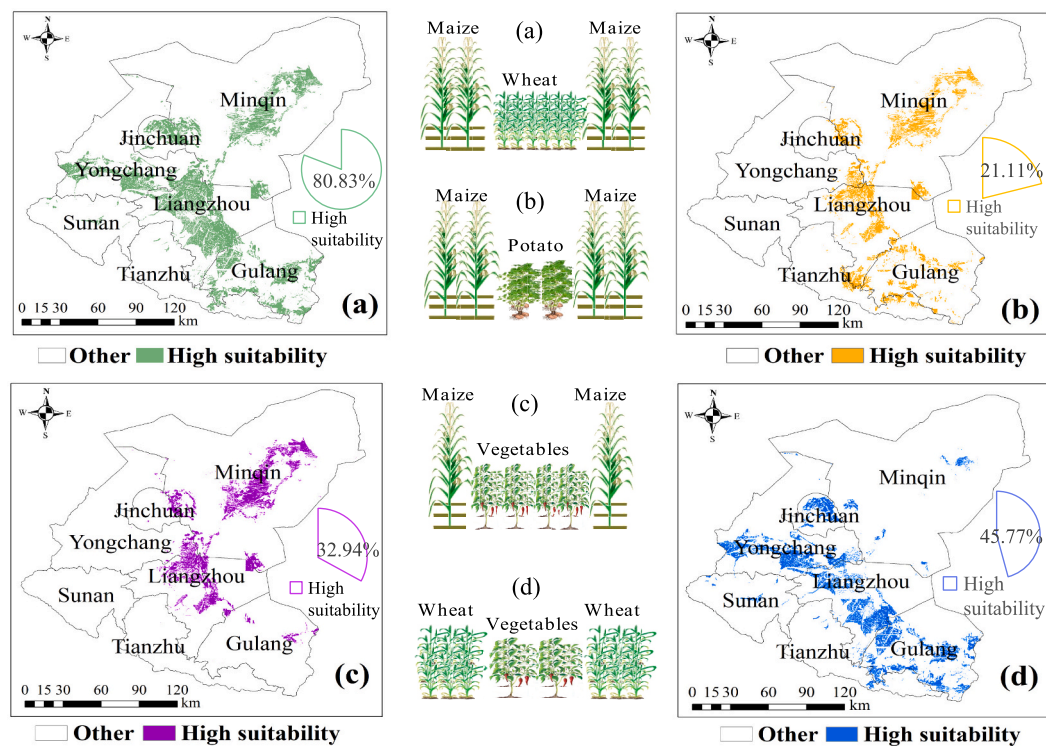 N
W E
S
Minqin
Jinchuan
Yongchang
80.83%
Liangzhou
High
suitability
Sunan
Tianzhu
Gulang
0 15 30 60 90 120
km
(a)
Other High suitability
Maize (a) Maize
Wheat
(b)
Potato
N
W E
S
Minqin
Jinchuan
Yongchang
21.11%
Liangzhou
High
suitability
Sunan
Tianzhu
Gulang
0 15 30 60 90 120
km
(b)
Other High suitability
N
W E
S
Minqin
Jinchuan
Yongchang
32.94%
Liangzhou
High
suitability
Sunan
Tianzhu
Gulang
0 15 30 60 90 120
km
(c)
Other High suitability
Maize (c) Maize
Vegetables
(d)
Wheat Wheat
Vegetables
N
W E
S
Minqin
Jinchuan
45.77%
Yongchang
Liangzhou
High
suitability
Sunan
Tianzhu
Gulang
0 15 30 60 90 120
km
(d)
Other High suitability